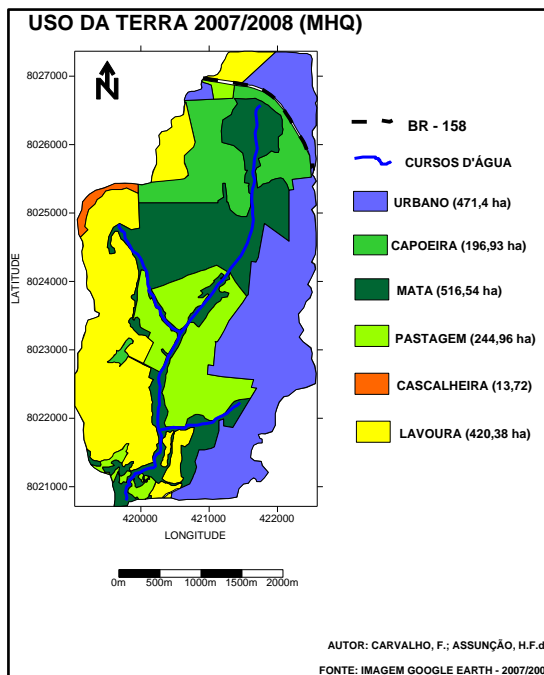 USO DA TERRA 2007/2008 (MHQ)
N
8027000
8026000
8025000
8024000
8023000
8022000
8021000
LATITUDE
420000 421000 422000
LONGITUDE
0m 500m 1000m 1500m 2000m
BR - 158
CURSOS D'ÁGUA
URBANO (471,4 ha)
CAPOEIRA (196,93 ha)
MATA (516,54 ha)
PASTAGEM (244,96 ha)
CASCALHEIRA (13,72)
LAVOURA (420,38 ha)
AUTOR: CARVALHO, F.; ASSUNÇÃO, H.F.d
FONTE: IMAGEM GOOGLE EARTH - 2007/200